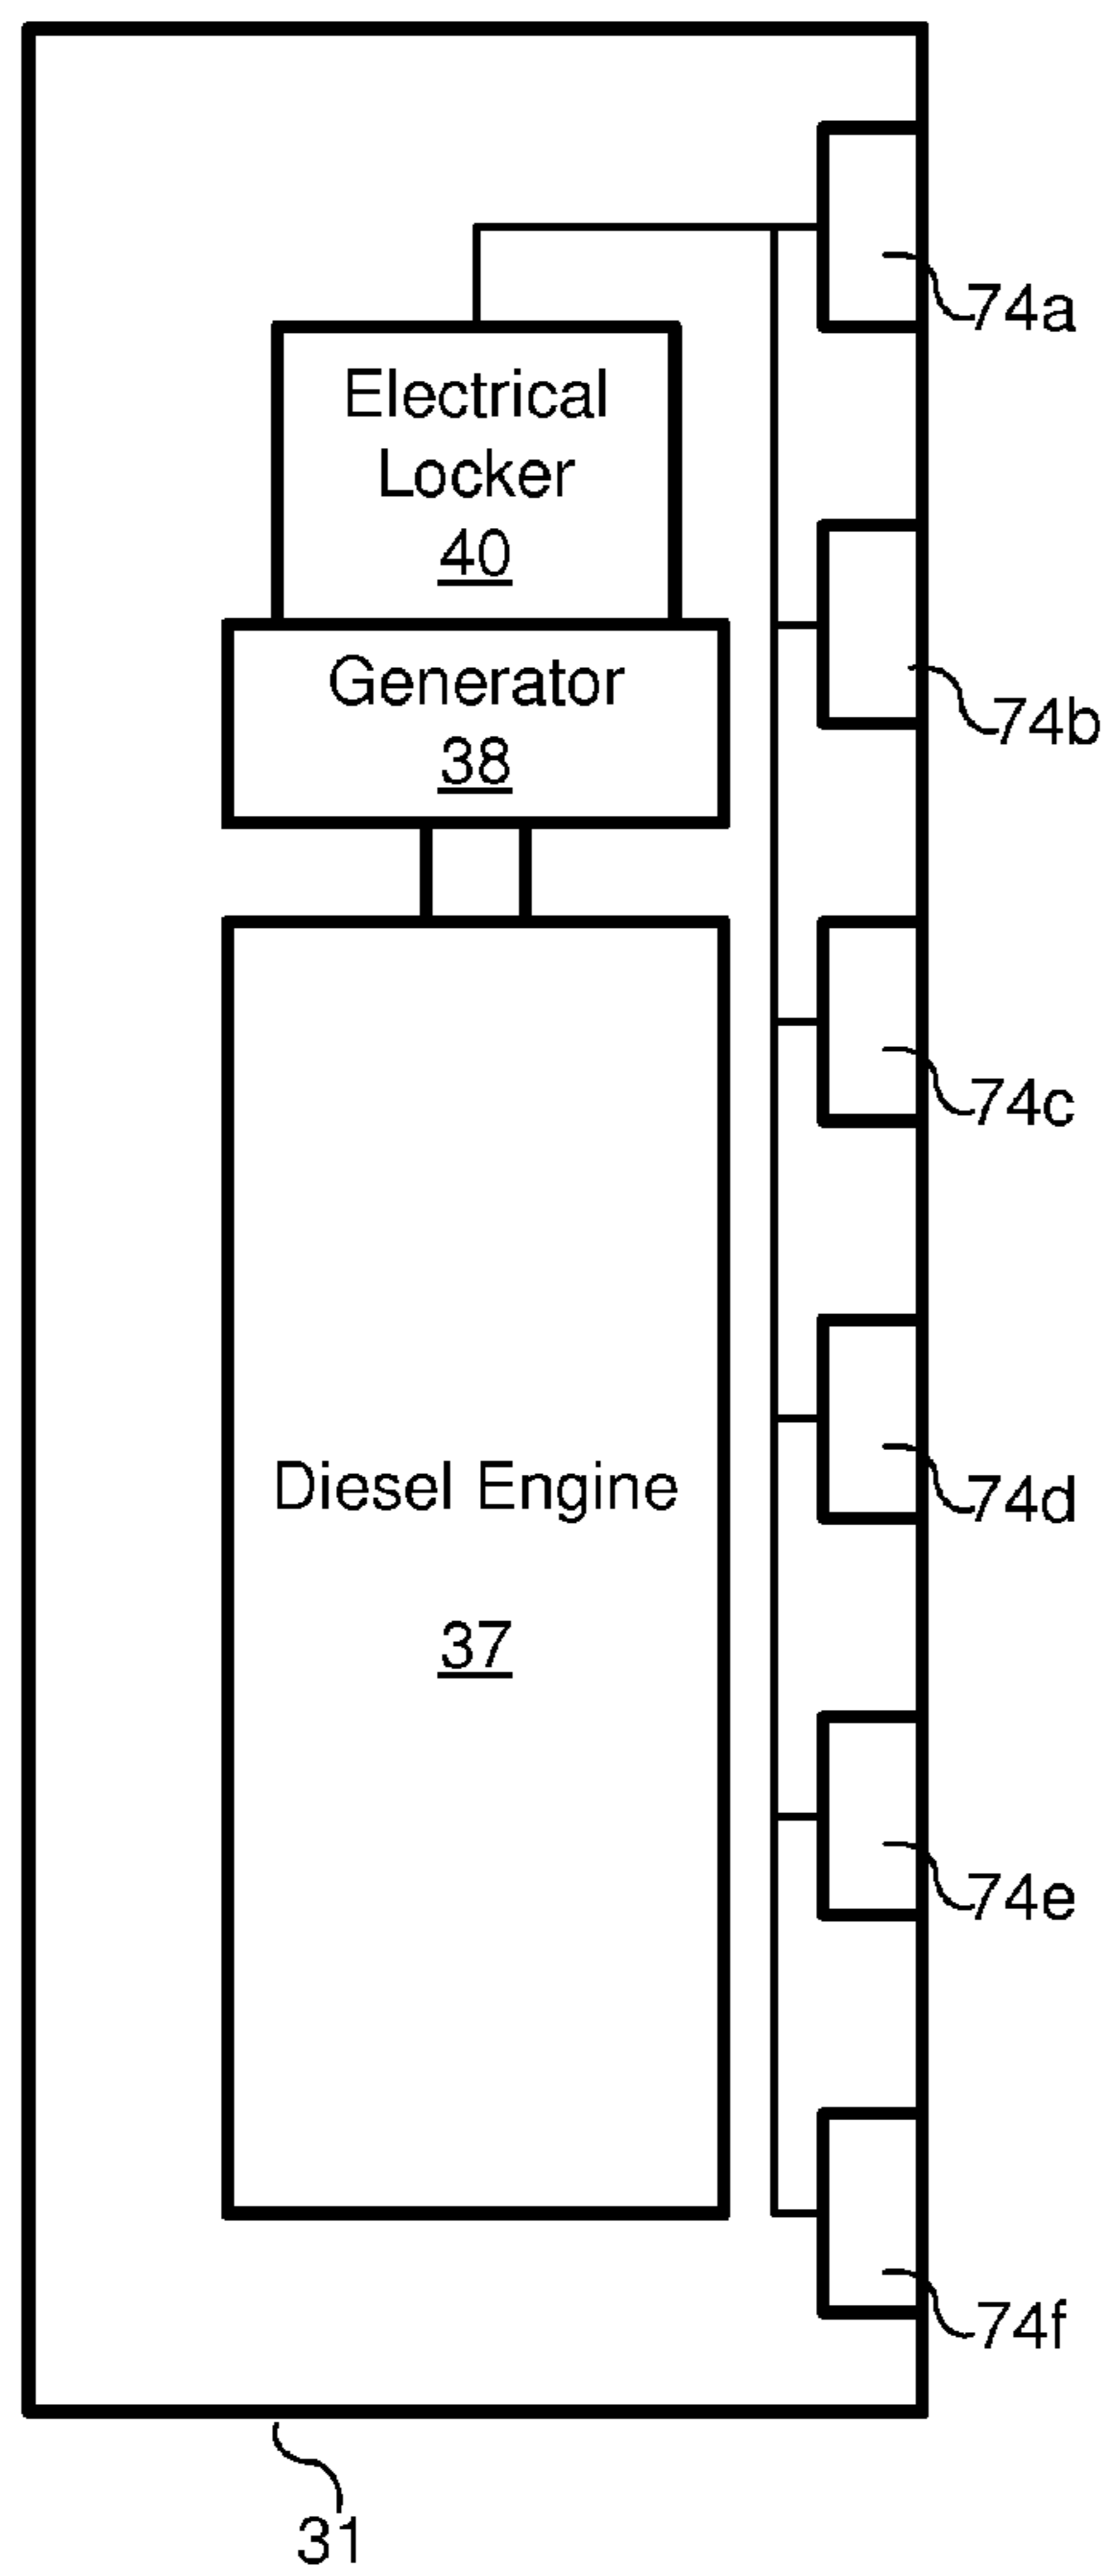 74a
Electrical
Locker
40
Generator
38
74b
74c
Diesel Engine
74d
37
74e
74f
31